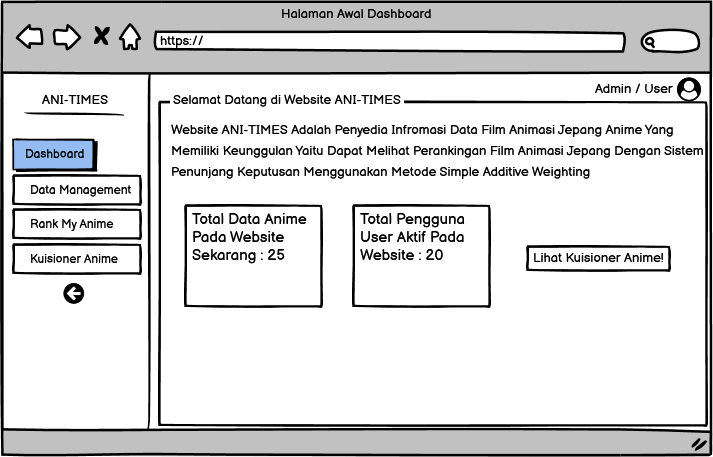 Halaman Awal Dashboard
https://
ANI-TIMES
Dashboard
Data Management
Rank My Anime
Kuisioner Anime
Admin / User
Selamat Datang di Website ANI-TIMES
Website ANI-TIMES Adalah Penyedia Infromasi Data Film Animasi Jepang Anime Yang
Memiliki Keunggulan Yaitu Dapat Melihat Perankingan Film Animasi Jepang Dengan Sistem
Penunjang Keputusan Menggunakan Metode Simple Additive Weighting
Total Data Anime
Pada Website
Sekarang : 25
Total Pengguna
User Aktif Pada
Website : 20
Lihat Kuisioner Anime!